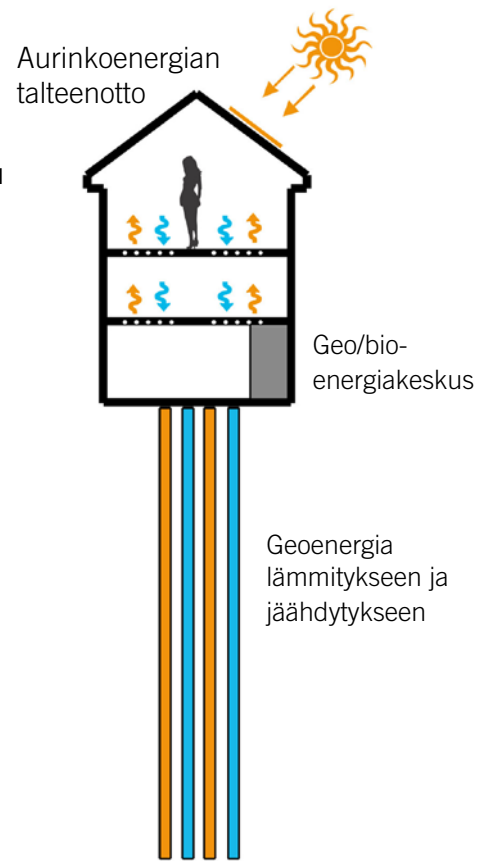 Aurinkoenergian
talteenotto
Geo/bio-
energiakeskus
Geoenergia
lämmitykseen ja
jäähdytykseen